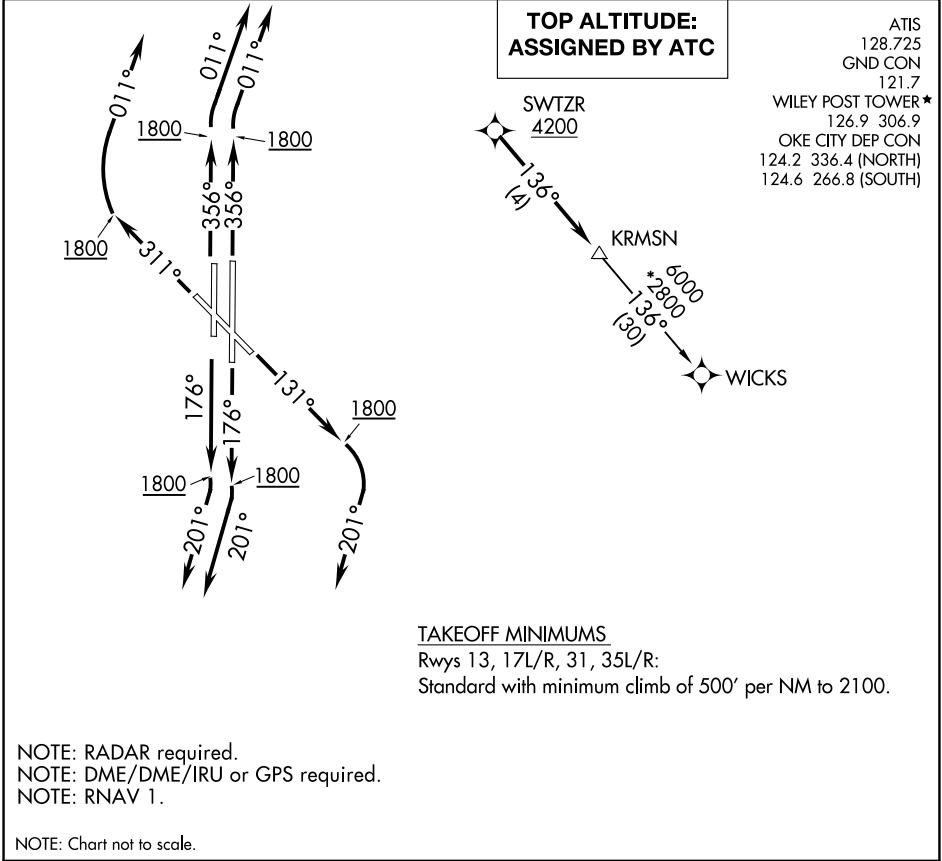 TOP ALTITUDE:
ASSIGNED BY ATC
ATIS
128.725
GND CON
121.7
WILEY POST TOWER★
126.9 306.9
OKE CITY DEP CON
124.2 336.4 (NORTH)
124.6 266.8 (SOUTH)
011°
011°
011°
1800
1800
356°
356°
1800
311°
SWTZR
4200
136°
(4)
KRMSN
6000
*2800
136°
(30)
WICKS
176°
176°
131°
1800
1800
1800
201°
201°
201°
TAKEOFF MINIMUMS
Rwys 13, 17L/R, 31, 35L/R:
Standard with minimum climb of 500' per NM to 2100.
NOTE: RADAR required.
NOTE: DME/DME/IRU or GPS required.
NOTE: RNAV 1.
NOTE: Chart not to scale.